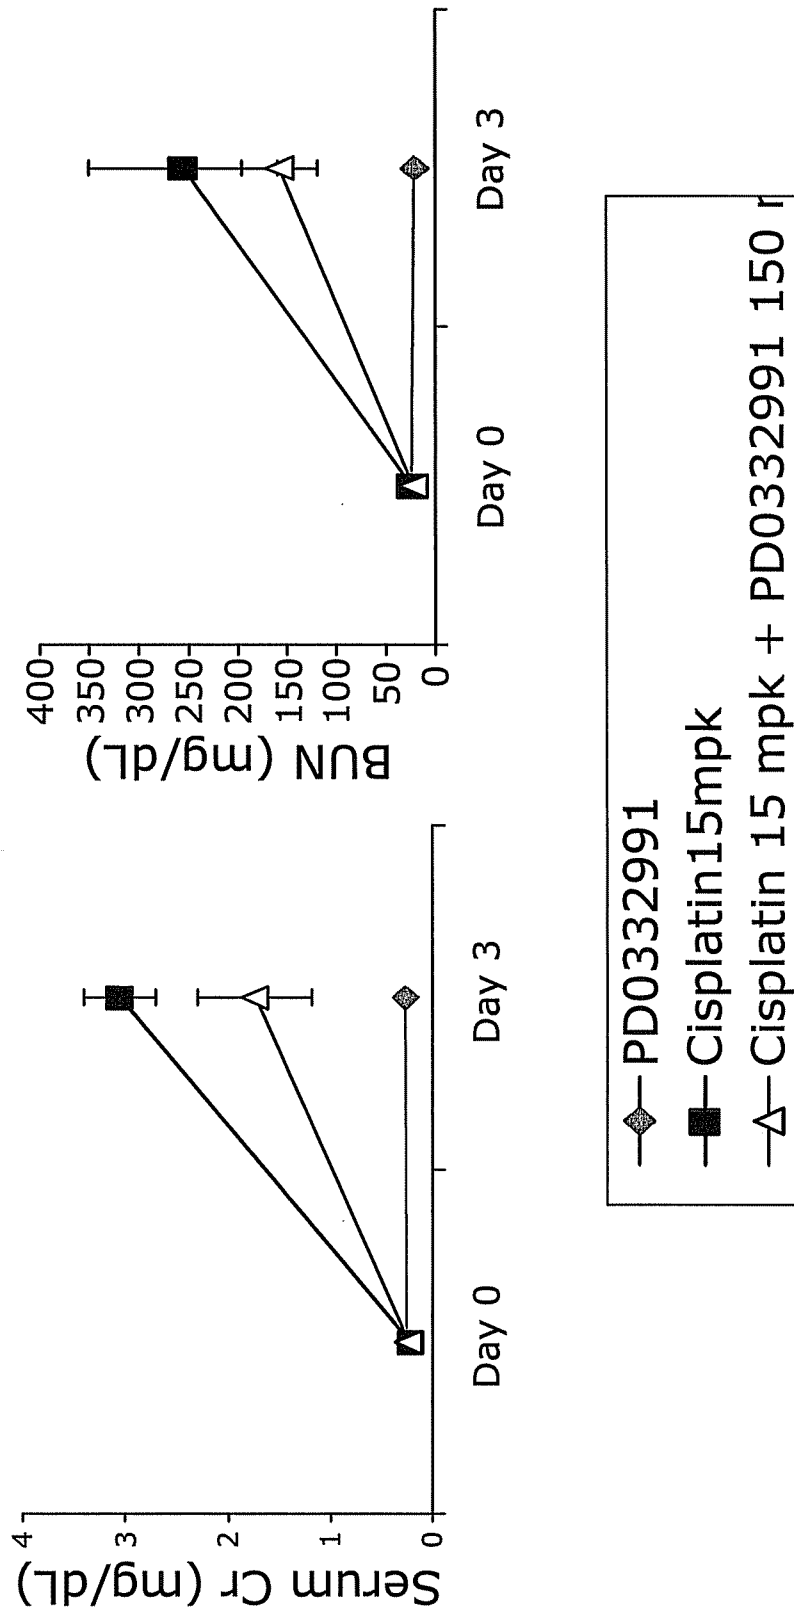 Serum Cr (mg/dL)
4
3
2
1
0
Day 0
Day 3
BUN (mg/dL)
400
350
300
250
200
150
100
50
0
Day 0
Day 3
PD0332991
Cisplatin15mpk
Cisplatin 15 mpk + PD0332991 150